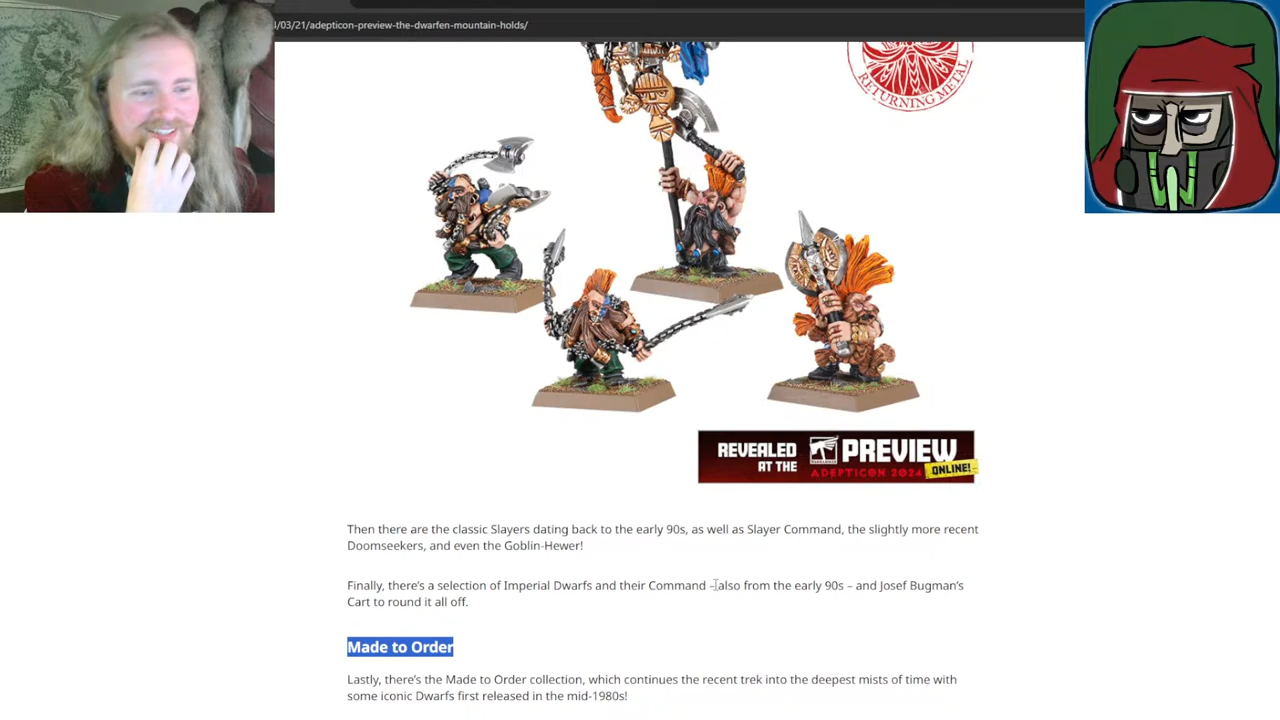 /03/21/adepticon-preview-the-dwarfen-mountain-holds/
RETURNING METAL
REVEALED
AT THE
PREVIEW
ADEPTICON 2024
ONLINE!
Then there are the classic Slayers dating back to the early 90s, as well as Slayer Command, the slightly more recent
Doomseekers, and even the Goblin-Hewer!
Finally, there's a selection of Imperial Dwarfs and their Command – also from the early 90s – and Josef Bugman's
Cart to round it all off.
Made to Order
Lastly, there's the Made to Order collection, which continues the recent trek into the deepest mists of time with
some iconic Dwarfs first released in the mid-1980s!